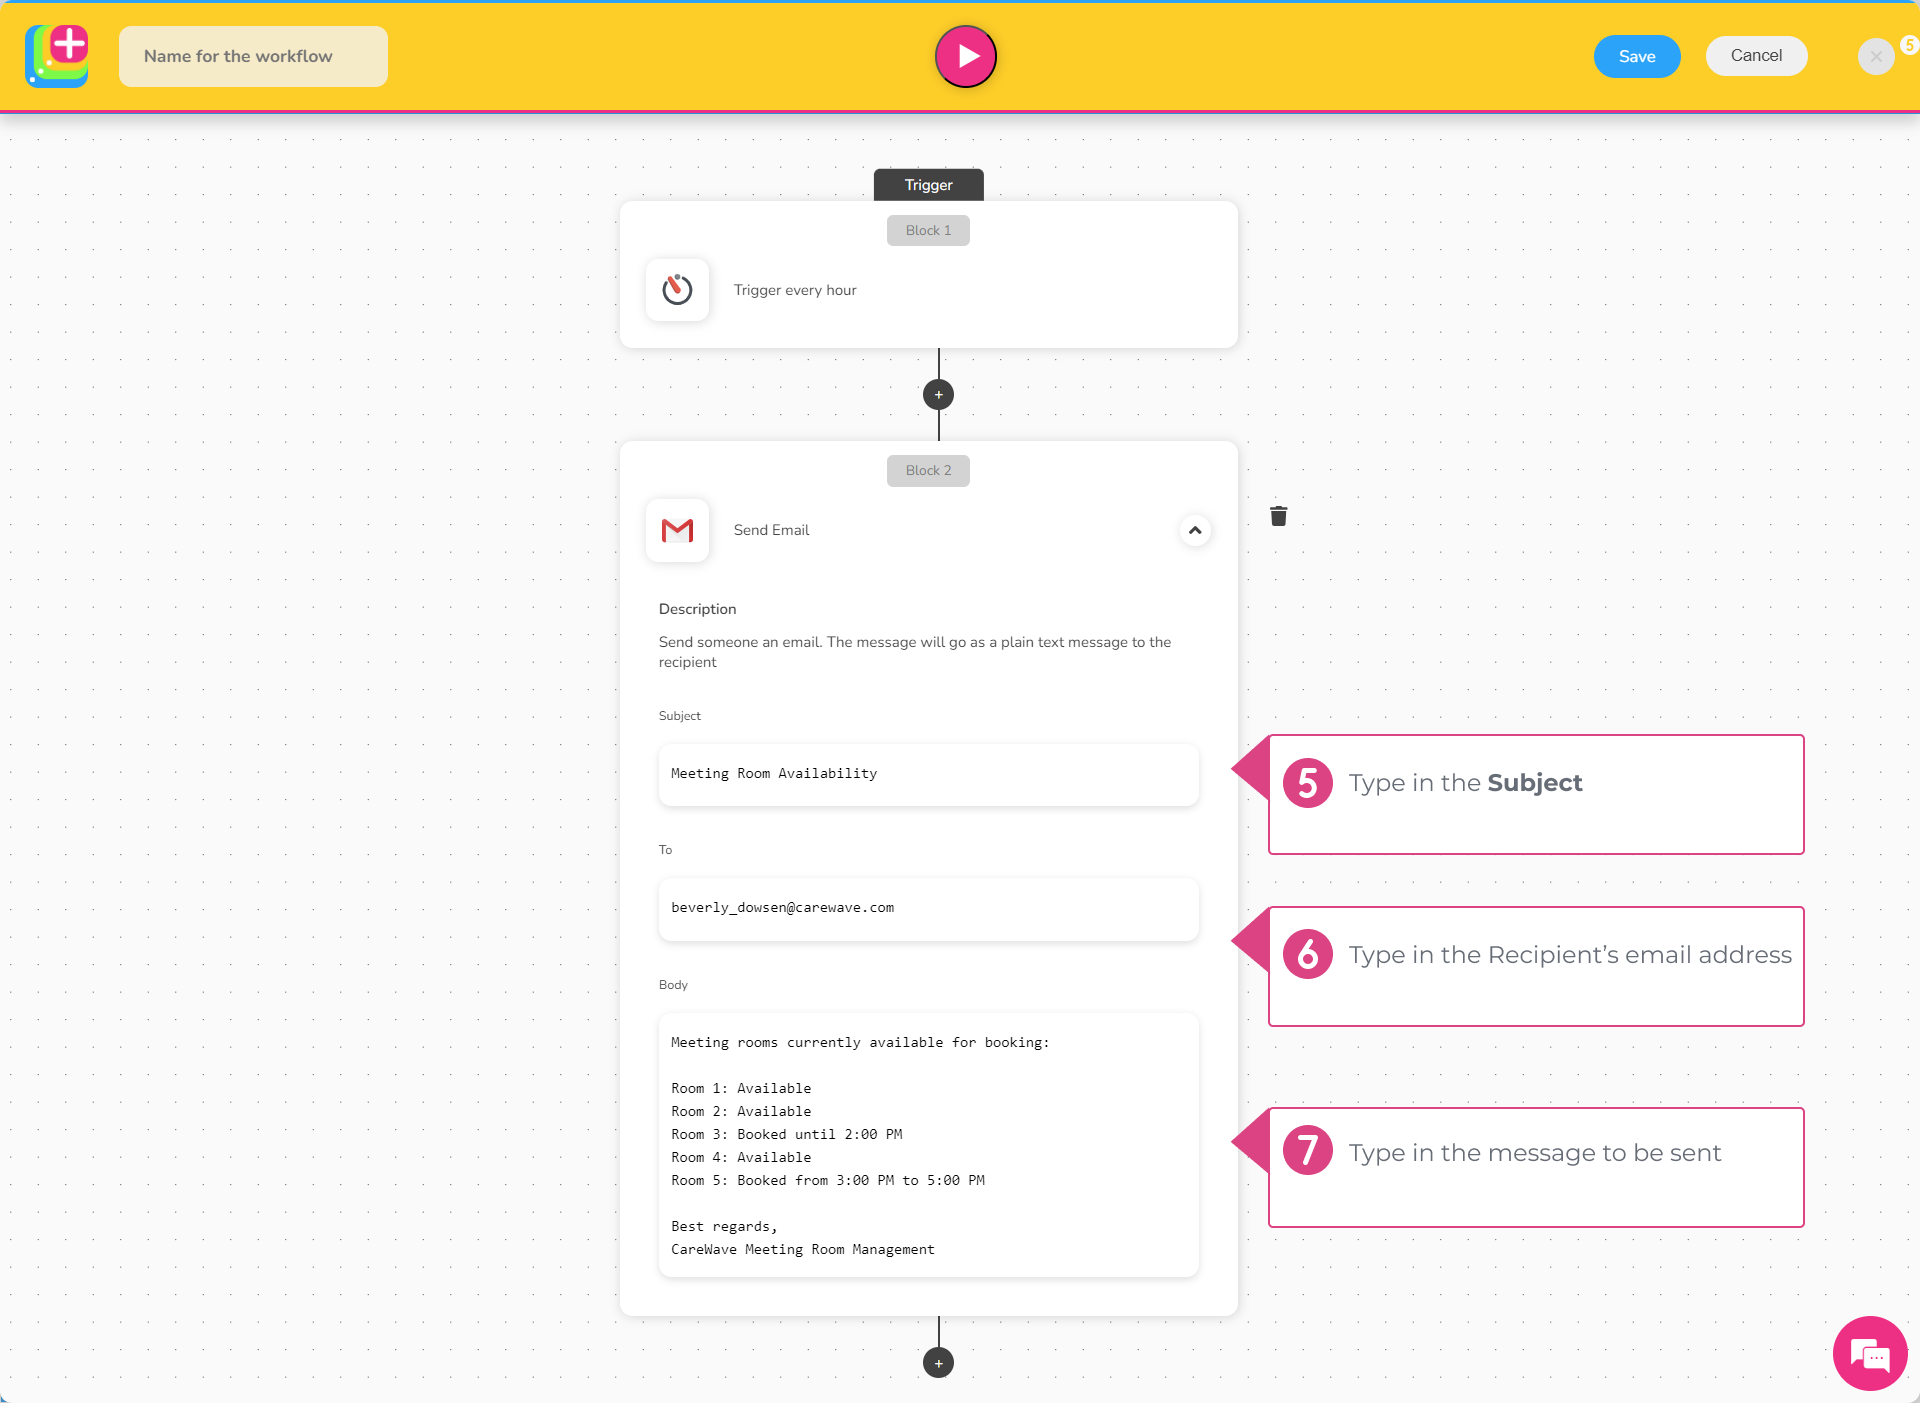 Name for the workflow
Save
Cancel
5
Trigger
Block 1
Trigger every hour
+
Block 2
Send Email
Description
Send someone an email. The message will go as a plain text message to the
recipient
Subject
Meeting Room Availability
5 Type in the Subject
To
beverly_dowsen@carewave.com
6 Type in the Recipient’s email address
Body
Meeting rooms currently available for booking:
Room 1: Available
Room 2: Available
Room 3: Booked until 2:00 PM
Room 4: Available
Room 5: Booked from 3:00 PM to 5:00 PM
Best regards,
CareWave Meeting Room Management
7 Type in the message to be sent
+